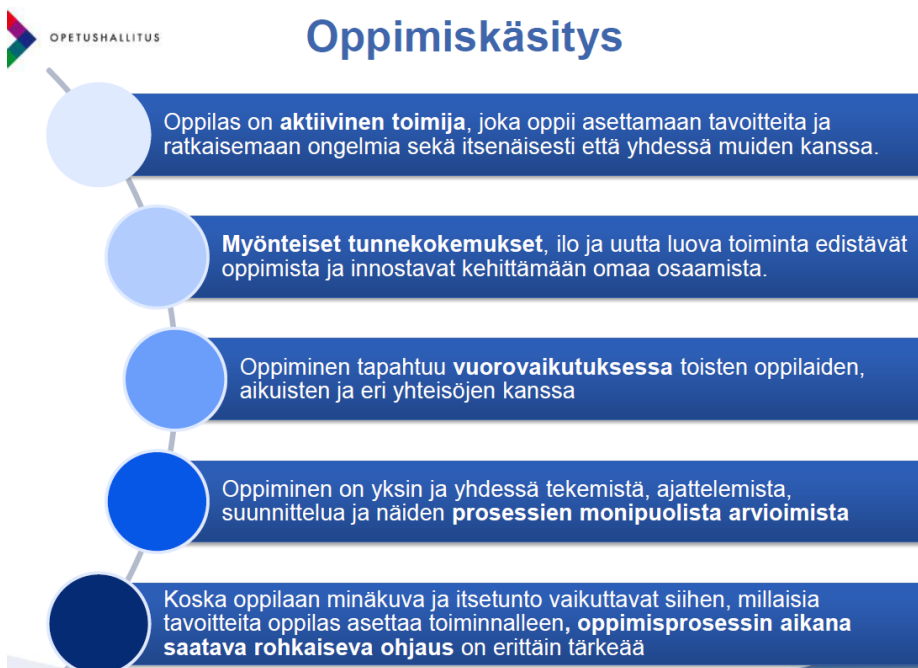 OPETUSHALLITUS
Oppimiskäsitys
Oppilas on aktiivinen toimija, joka oppii asettamaan tavoitteita ja
ratkaisemaan ongelmia sekä itsenäisesti että yhdessä muiden kanssa.
Myönteiset tunnekokemukset, ilo ja uutta luova toiminta edistävät
oppimista ja innostavat kehittämään omaa osaamista.
Oppiminen tapahtuu vuorovaikutuksessa toisten oppilaiden,
aikuisten ja eri yhteisöjen kanssa
Oppiminen on yksin ja yhdessä tekemistä, ajattelemista,
suunnittelua ja näiden prosessien monipuolista arvioimista
Koska oppilaan minäkuva ja itsetunto vaikuttavat siihen, millaisia
tavoitteita oppilas asettaa toiminnalleen, oppimisprosessin aikana
saatava rohkaiseva ohjaus on erittäin tärkeää